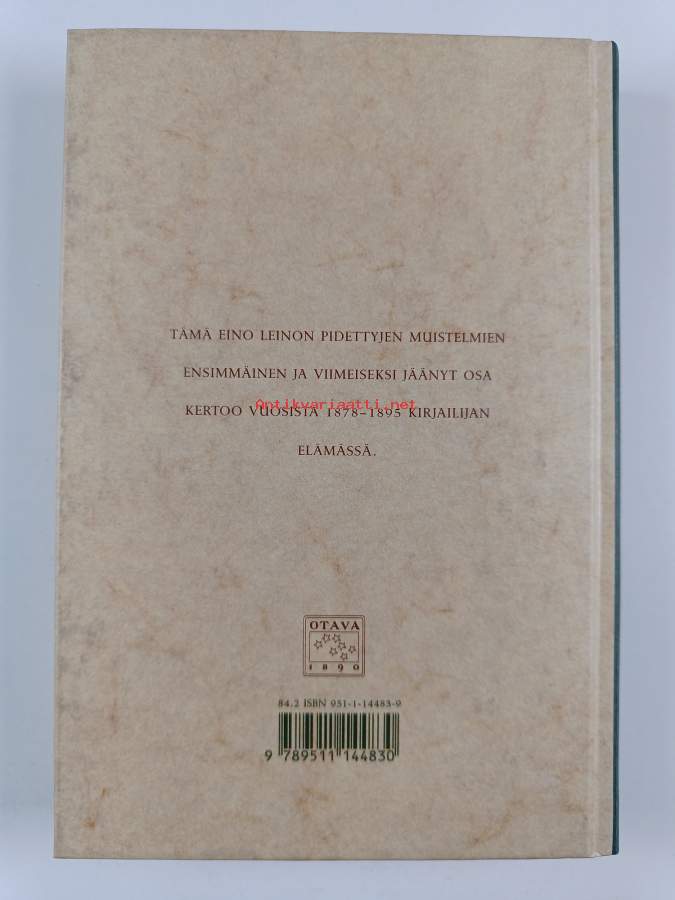 TÄMÄ EINO LEINON PIDETTYJEN MUISTELMIEN
ENSIMMÄINEN JA VIIMEISEKSI JÄÄNYT OSA
Antikvariaatti.net
KERTOO VUOSISTA 1878–1895 KIRJAILIJAN
ELÄMÄSSÄ.
OTAVA
1890
84.2 ISBN 951-1-14483-9
9 789511 144830